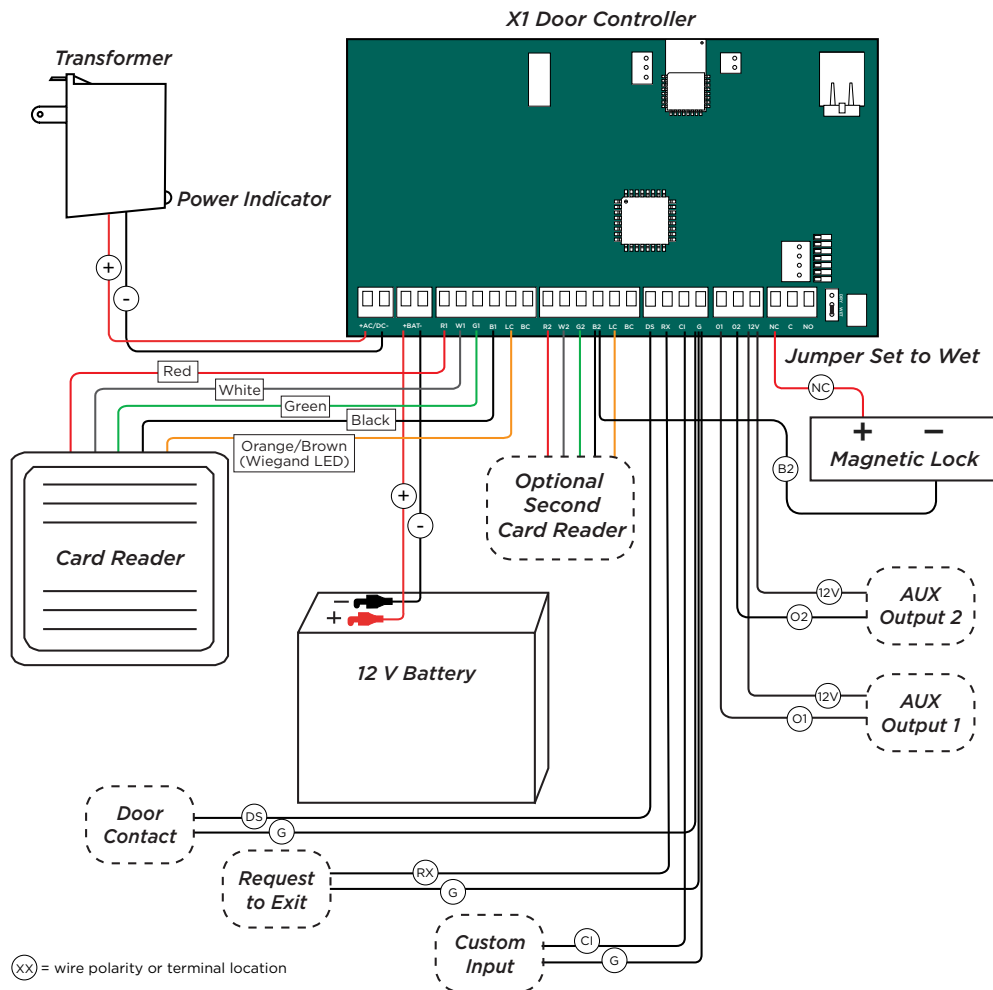 X1 Door Controller
Transformer
Power Indicator
+
-
+AC/DC-
+BAT-
R1 W1 G1 B1 LC BC
R2 W2 G2 B2 LC BC
DS RX CI G
O1 O2 12V
NC C NO
DRY WET
Jumper Set to Wet
Red
White
Green
Black
Orange/Brown
(Wiegand LED)
NC
+ −
Magnetic Lock
B2
Card Reader
Optional
Second
Card Reader
+
-
12V
O2
AUX
Output 2
−
+
12 V Battery
12V
O1
AUX
Output 1
Door
Contact
DS
G
Request
to Exit
RX
G
Custom
Input
CI
G
XX = wire polarity or terminal location